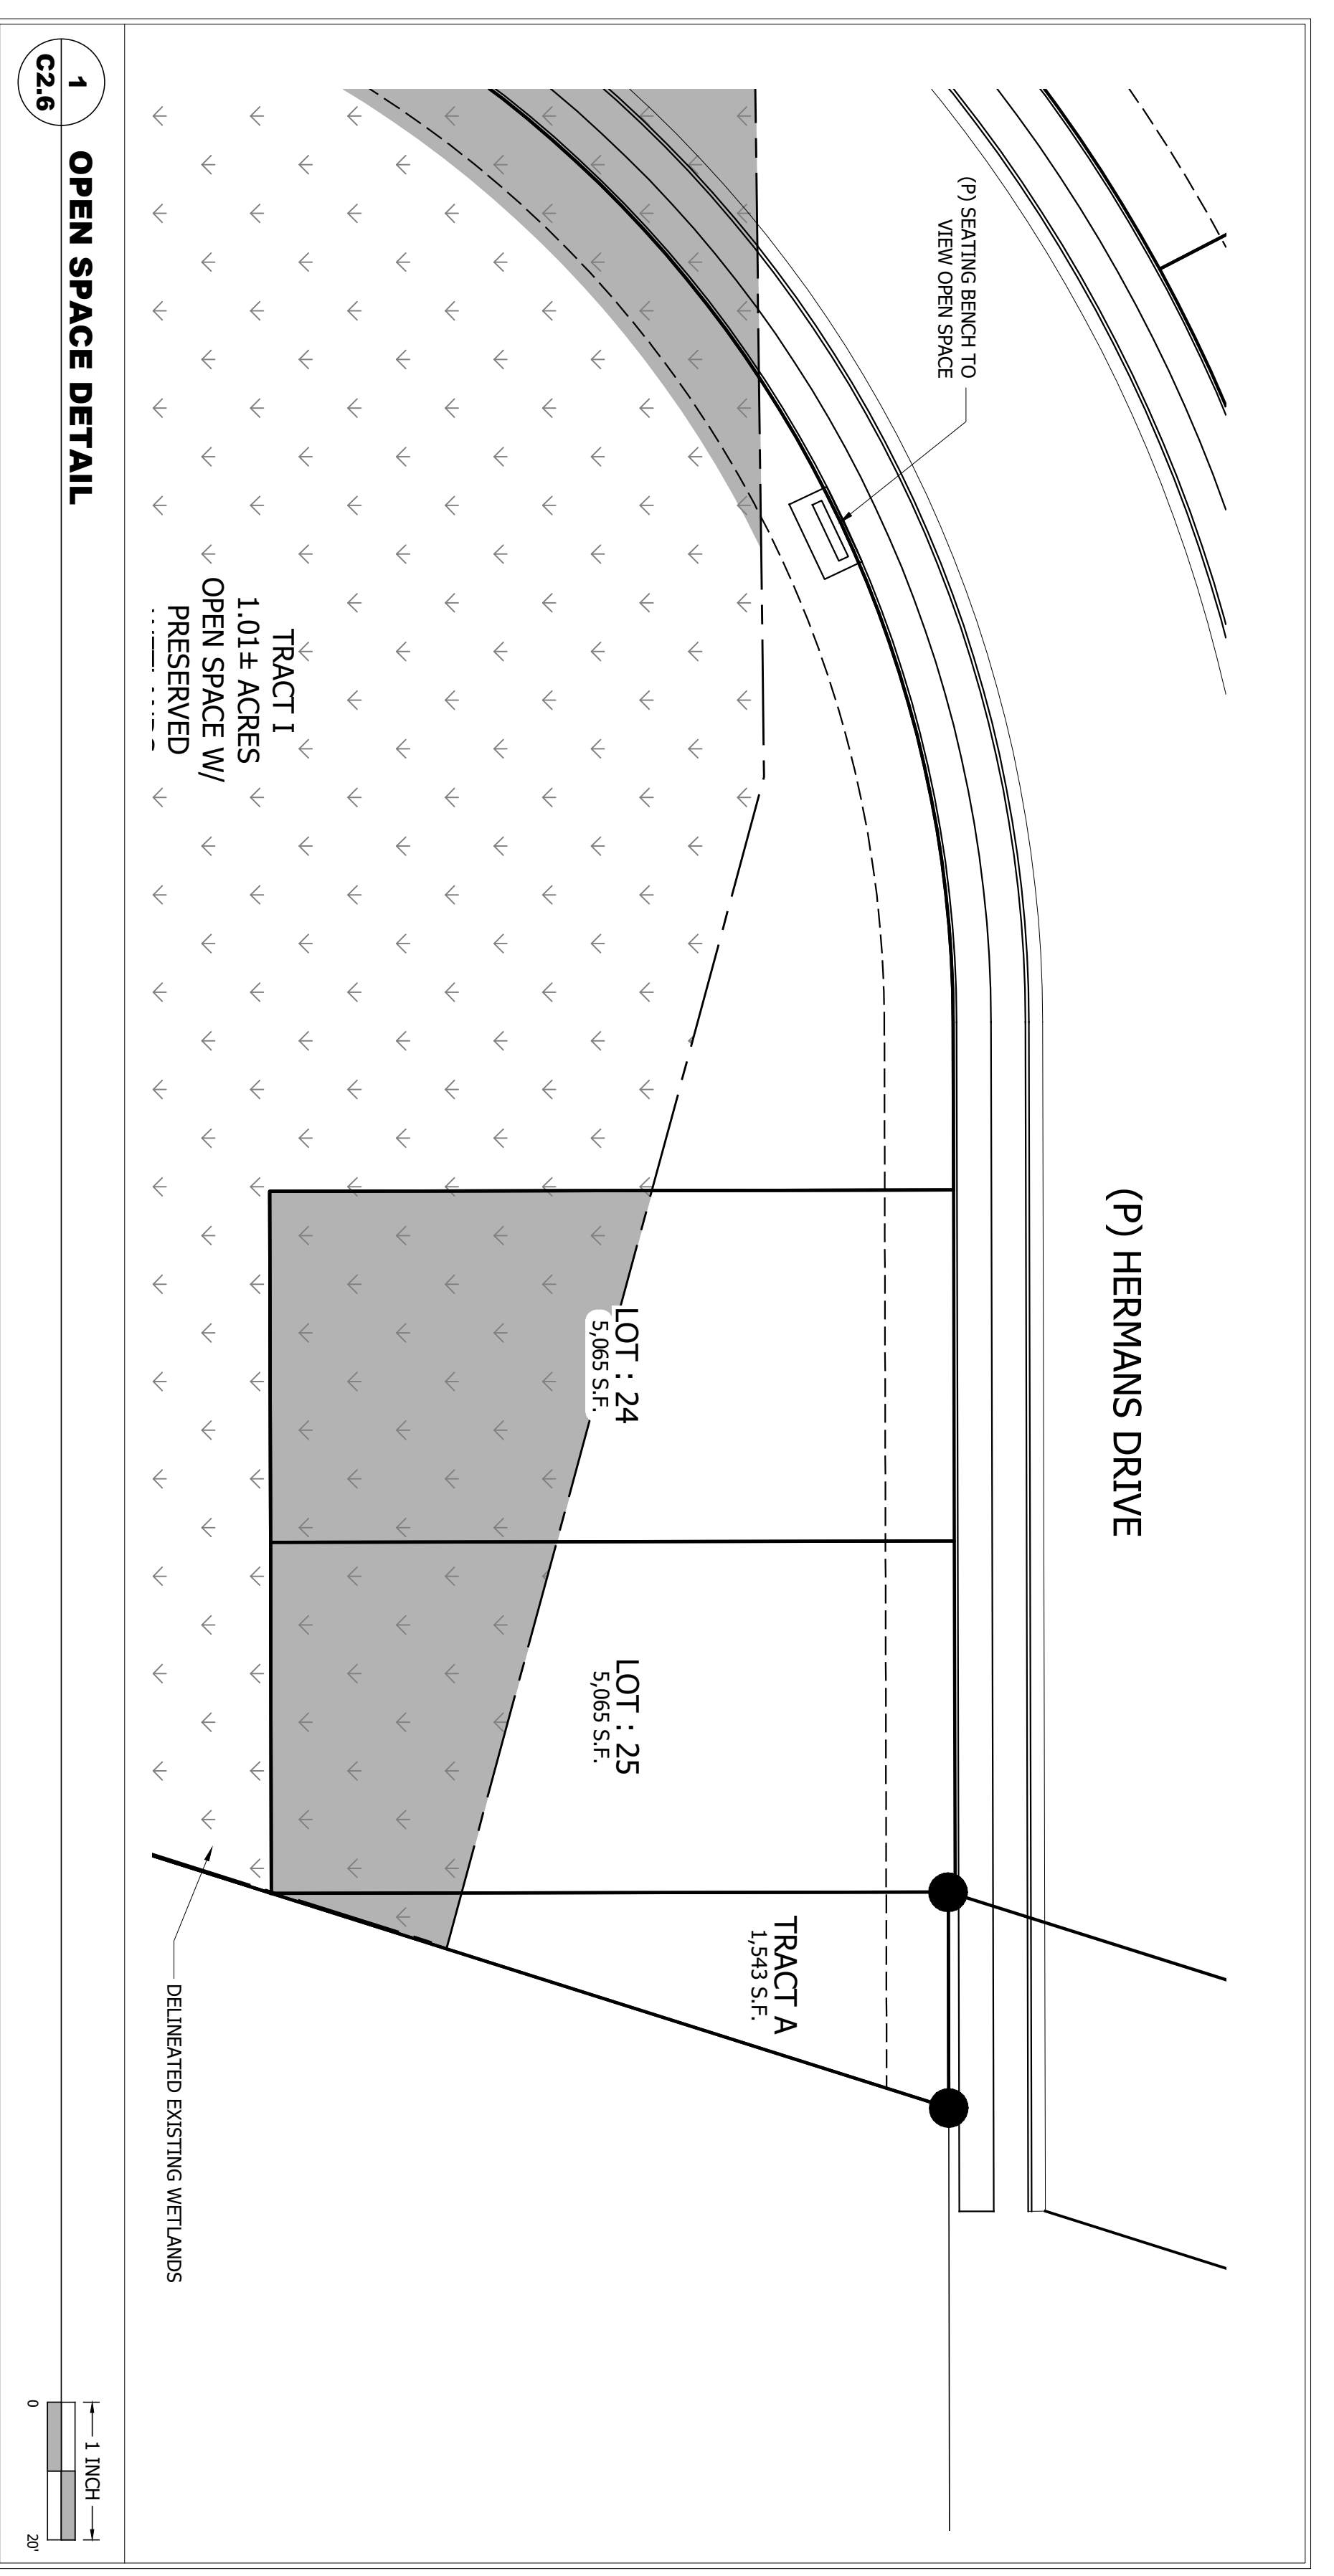 (P) HERMANS DRIVE
(P) SEATING BENCH TO
VIEW OPEN SPACE
TRACT A
1,543 S.F.
LOT : 24
5,065 S.F.
LOT : 25
5,065 S.F.
TRACT I
1.01± ACRES
OPEN SPACE W/
PRESERVED
DELINEATED EXISTING WETLANDS
1
C2.6
OPEN SPACE DETAIL
1 INCH
0
20'